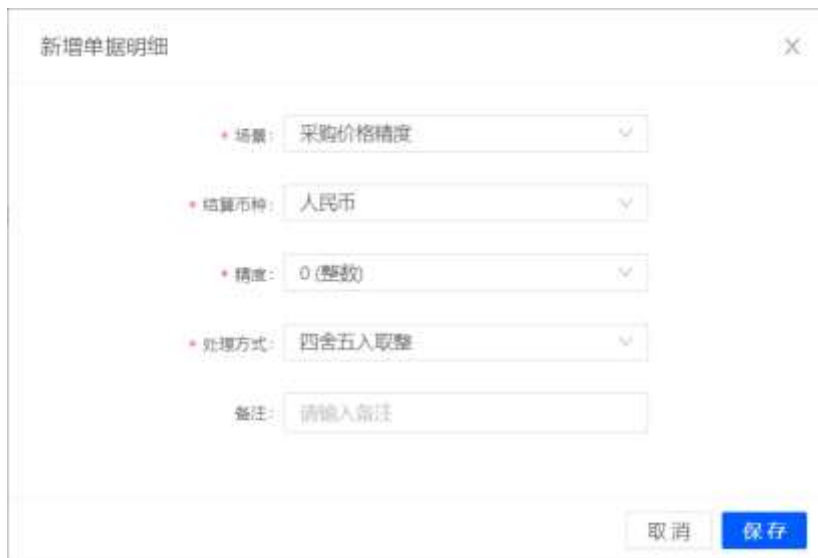 新增单据明细
* 场景: 采购价格精度
* 结算币种: 人民币
* 精度: 0 (整数)
* 处理方式: 四舍五入取整
备注: 请输入备注
取消 保存